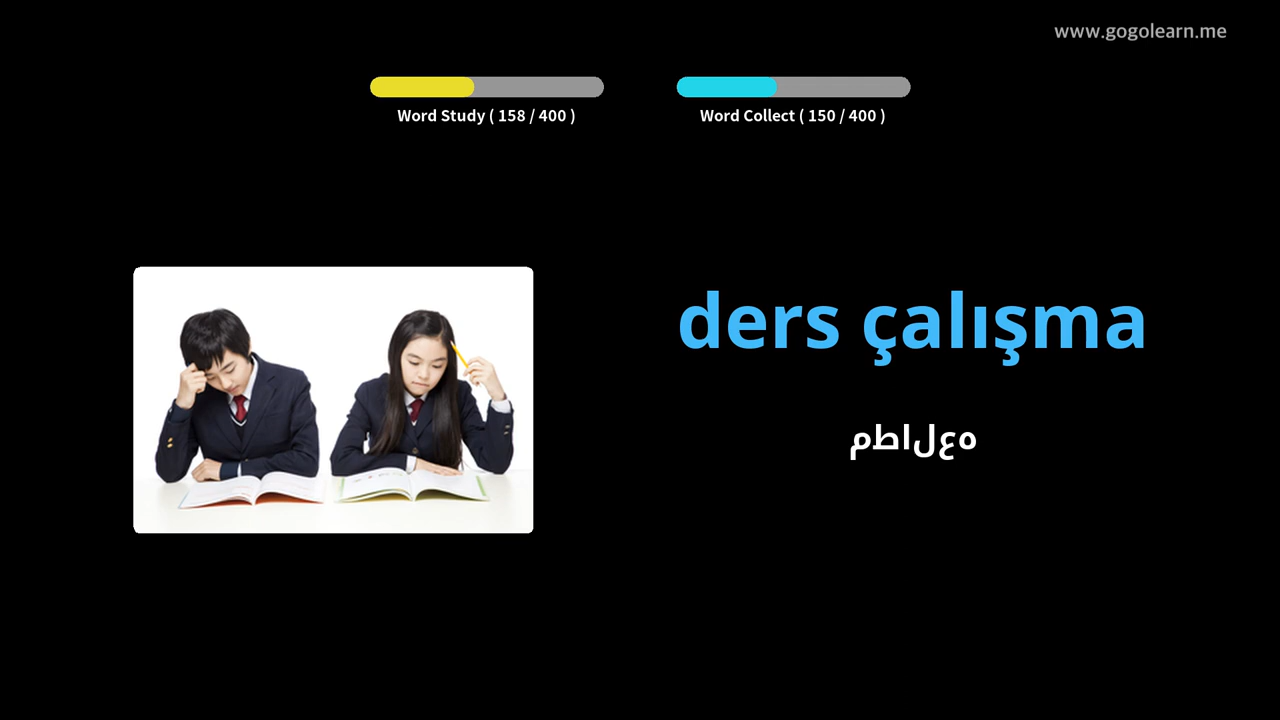 www.gogolearn.me
Word Study ( 158 / 400 )
Word Collect ( 150 / 400 )
ders çalışma
مطالعه